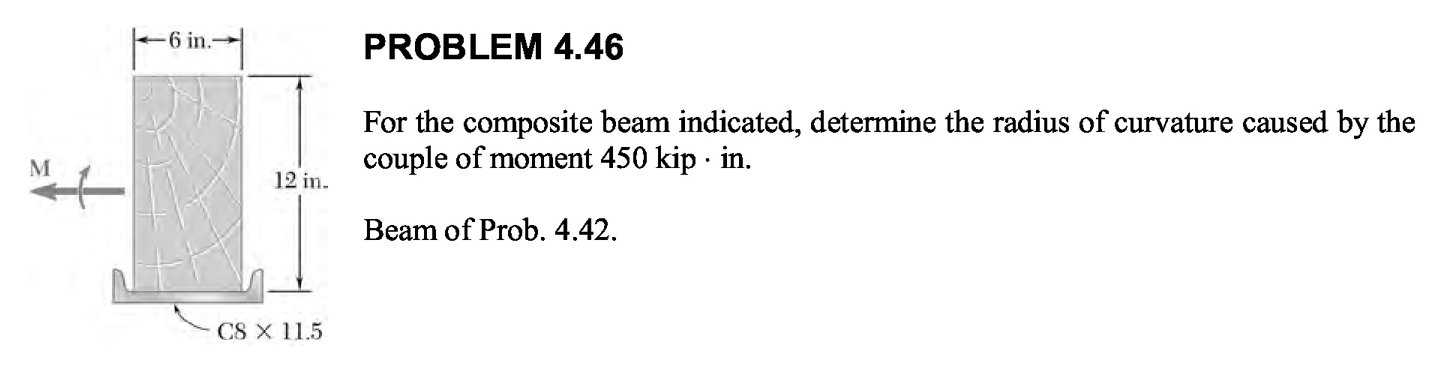 6 in.
PROBLEM 4.46
For the composite beam indicated, determine the radius of curvature caused by the
couple of moment 450 kip · in.
M
12 in.
Beam of Prob. 4.42.
C8 × 11.5